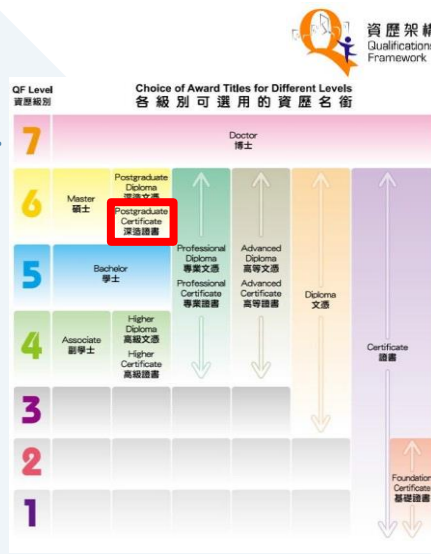 資歷架構
Qualifications
Framework
QF Level
資歷級別
Choice of Award Titles for Different Levels
各級別可選用的資歷名銜
7
Doctor
博士
6
Master
碩士
Postgraduate
Diploma
深造文憑
Postgraduate
Certificate
深造證書
5
Bachelor
學士
Professional
Diploma
專業文憑
Professional
Certificate
專業證書
Advanced
Diploma
高等文憑
Advanced
Certificate
高等證書
Diploma
文憑
4
Associate
副學士
Higher
Diploma
高級文憑
Higher
Certificate
高級證書
Certificate
證書
3
2
1
Foundation
Certificate
基礎證書